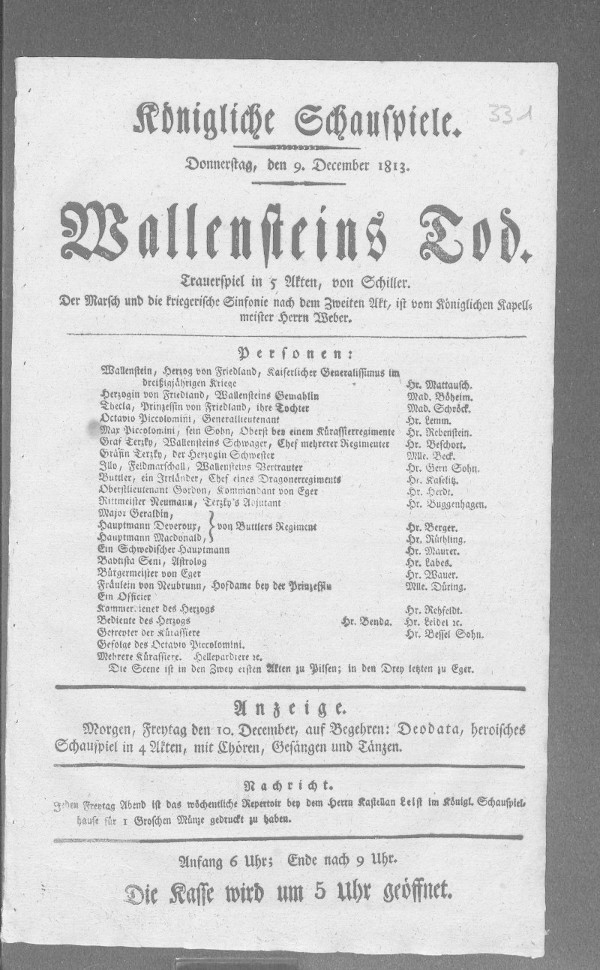 331
Königliche Schauspiele.
Donnerstag, den 9. December 1813.
Wallensteins Tod.
Trauerspiel in 5 Akten, von Schiller.
Der Marsch und die kriegerische Sinfonie nach dem Zweiten Akt, ist vom Königlichen Kapell-
meister Herrn Weber.
Personen:
Wallenstein, Herzog von Friedland, Kaiserlicher Generalissimus im
dreißigjährigen Kriege Hr. Mattausch.
Herzogin von Friedland, Wallensteins Gemahlin Mad. Böheim.
Thecla, Prinzessin von Friedland, ihre Tochter Mad. Schröck.
Octavio Piccolomini, Generallieutenant Hr. Lemm.
Max Piccolomini, sein Sohn, Oberst bey einem Kürassierregimente Hr. Rebenstein.
Graf Terzky, Wallensteins Schwager, Chef mehrerer Regimenter Hr. Beschort.
Gräfin Terzky, der Herzogin Schwester Mlle. Beck.
Illo, Feldmarschall, Wallensteins Vertrauter Hr. Gern Sohn.
Buttler, ein Irrländer, Chef eines Dragonerregiments Hr. Kaselitz.
Oberstlieutenant Gordon, Kommandant von Eger Hr. Herdt.
Rittmeister Neumann, Terzky's Adjutant Hr. Buggenhagen.
Major Geraldin,
Hauptmann Deveroux, von Buttlers Regiment Hr. Berger.
Hauptmann Macdonald, Hr. Rüthling.
Ein Schwedischer Hauptmann Hr. Maurer.
Baptista Seni, Astrolog Hr. Labes.
Bürgermeister von Eger Hr. Wauer.
Fräulein von Neubrunn, Hofdame bey der Prinzessin Mlle. Düring.
Ein Officier
Kammerdiener des Herzogs Hr. Rehfeldt.
Bediente des Herzogs Hr. Benda. Hr. Leidel ꝛc.
Gefreyter der Kürassiere Hr. Bessel Sohn.
Gefolge des Octavio Piccolomini.
Mehrere Kürassiere. Hellepardiere ꝛc.
Die Scene ist in den Zwey ersten Akten zu Pilsen; in den Drey letzten zu Eger.
Anzeige.
Morgen, Freytag den 10. December, auf Begehren: Deodata, heroisches
Schauspiel in 4 Akten, mit Chören, Gesängen und Tänzen.
Nachricht.
Jeden Freytag Abend ist das wöchentliche Repertoir bey dem Herrn Kastellan Leist im Königl. Schauspiel-
hause für 1 Groschen Münze gedruckt zu haben.
Anfang 6 Uhr; Ende nach 9 Uhr.
Die Kasse wird um 5 Uhr geöffnet.